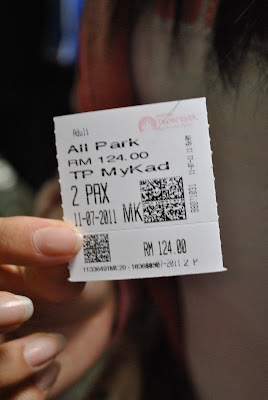 Adult
All Park
RM 124.00
TP MyKad
2 PAX
11-07-2011 MK
RM 124.00